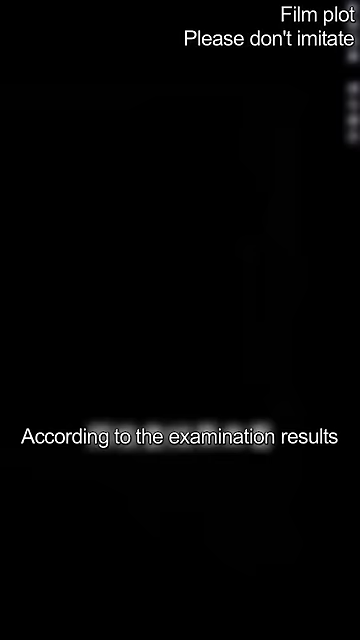 Film plot
Please don't imitate
According to the examination results